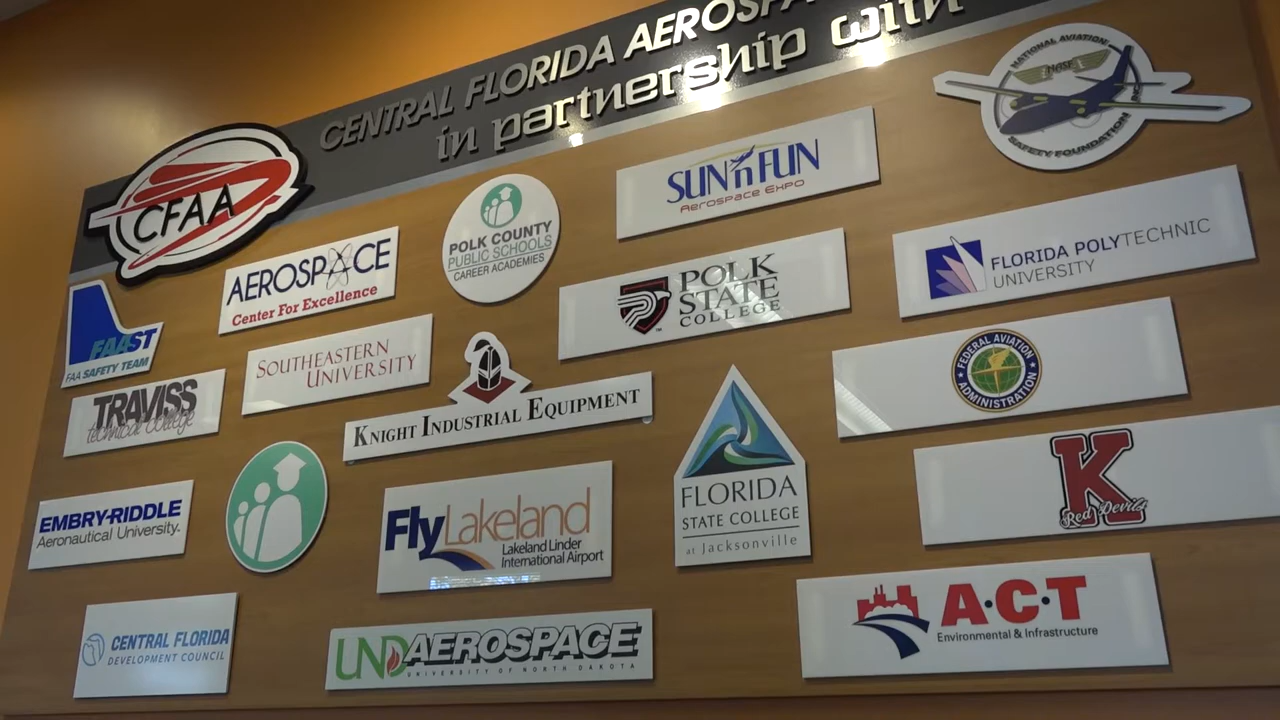 CENTRAL FLORIDA AEROSPA
in partnership with
CFAA
NATIONAL AVIATION
SAFETY FOUNDATION
SUN'n FUN
Aerospace Expo
POLK COUNTY
PUBLIC SCHOOLS
CAREER ACADEMIES
AEROSPACE
Center For Excellence
FLORIDA POLYTECHNIC
UNIVERSITY
POLK
STATE
COLLEGE
FAAST
FAA SAFETY TEAM
SOUTHEASTERN
UNIVERSITY
FEDERAL AVIATION
ADMINISTRATION
TRAVISS
technical college
KNIGHT INDUSTRIAL EQUIPMENT
FLORIDA
STATE COLLEGE
at Jacksonville
K
Red Devils
EMBRY-RIDDLE
Aeronautical University.
FlyLakeland
Lakeland Linder
International Airport
A·C·T
Environmental & Infrastructure
CENTRAL FLORIDA
DEVELOPMENT COUNCIL
UND AEROSPACE
UNIVERSITY OF NORTH DAKOTA